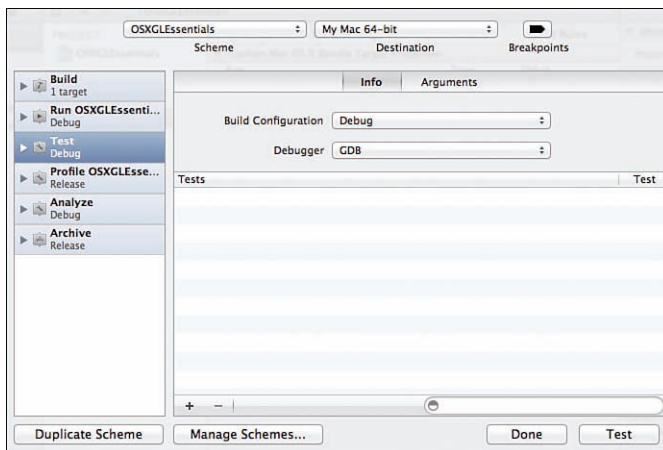 OSXGLEssentials
My Mac 64-bit
Scheme
Destination
Breakpoints
Build
1 target
Run OSXGLEssenti...
Debug
Test
Debug
Profile OSXGLEsse...
Release
Analyze
Debug
Archive
Release
Info
Arguments
Build Configuration
Debug
Debugger
GDB
Tests
Test
+
−
Duplicate Scheme
Manage Schemes...
Done
Test